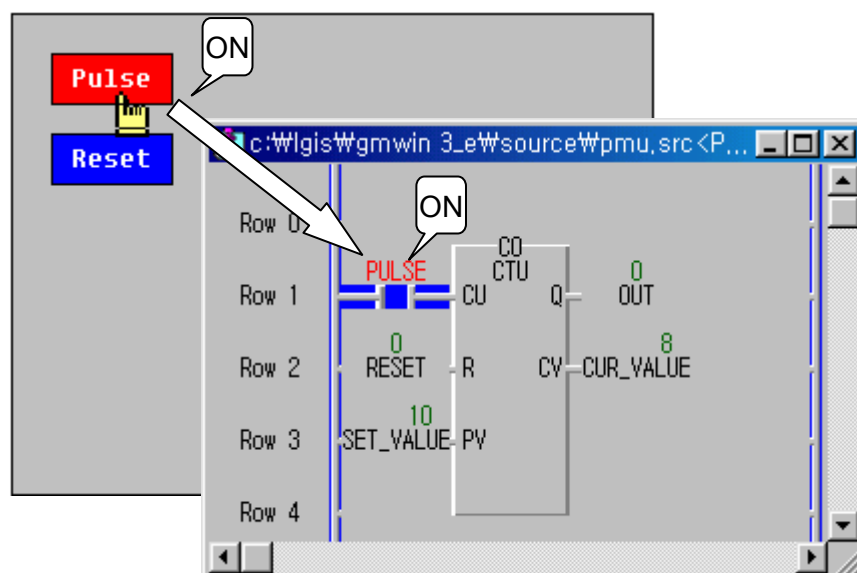 ON
Pulse
Reset
c:₩lgis₩gmwin 3_e₩source₩pmu,src<P...
Row 0
ON
C0
PULSE
CTU
0
Row 1
CU
Q
OUT
0
8
Row 2
RESET
R
CV
CUR_VALUE
10
Row 3
SET_VALUE
PV
Row 4